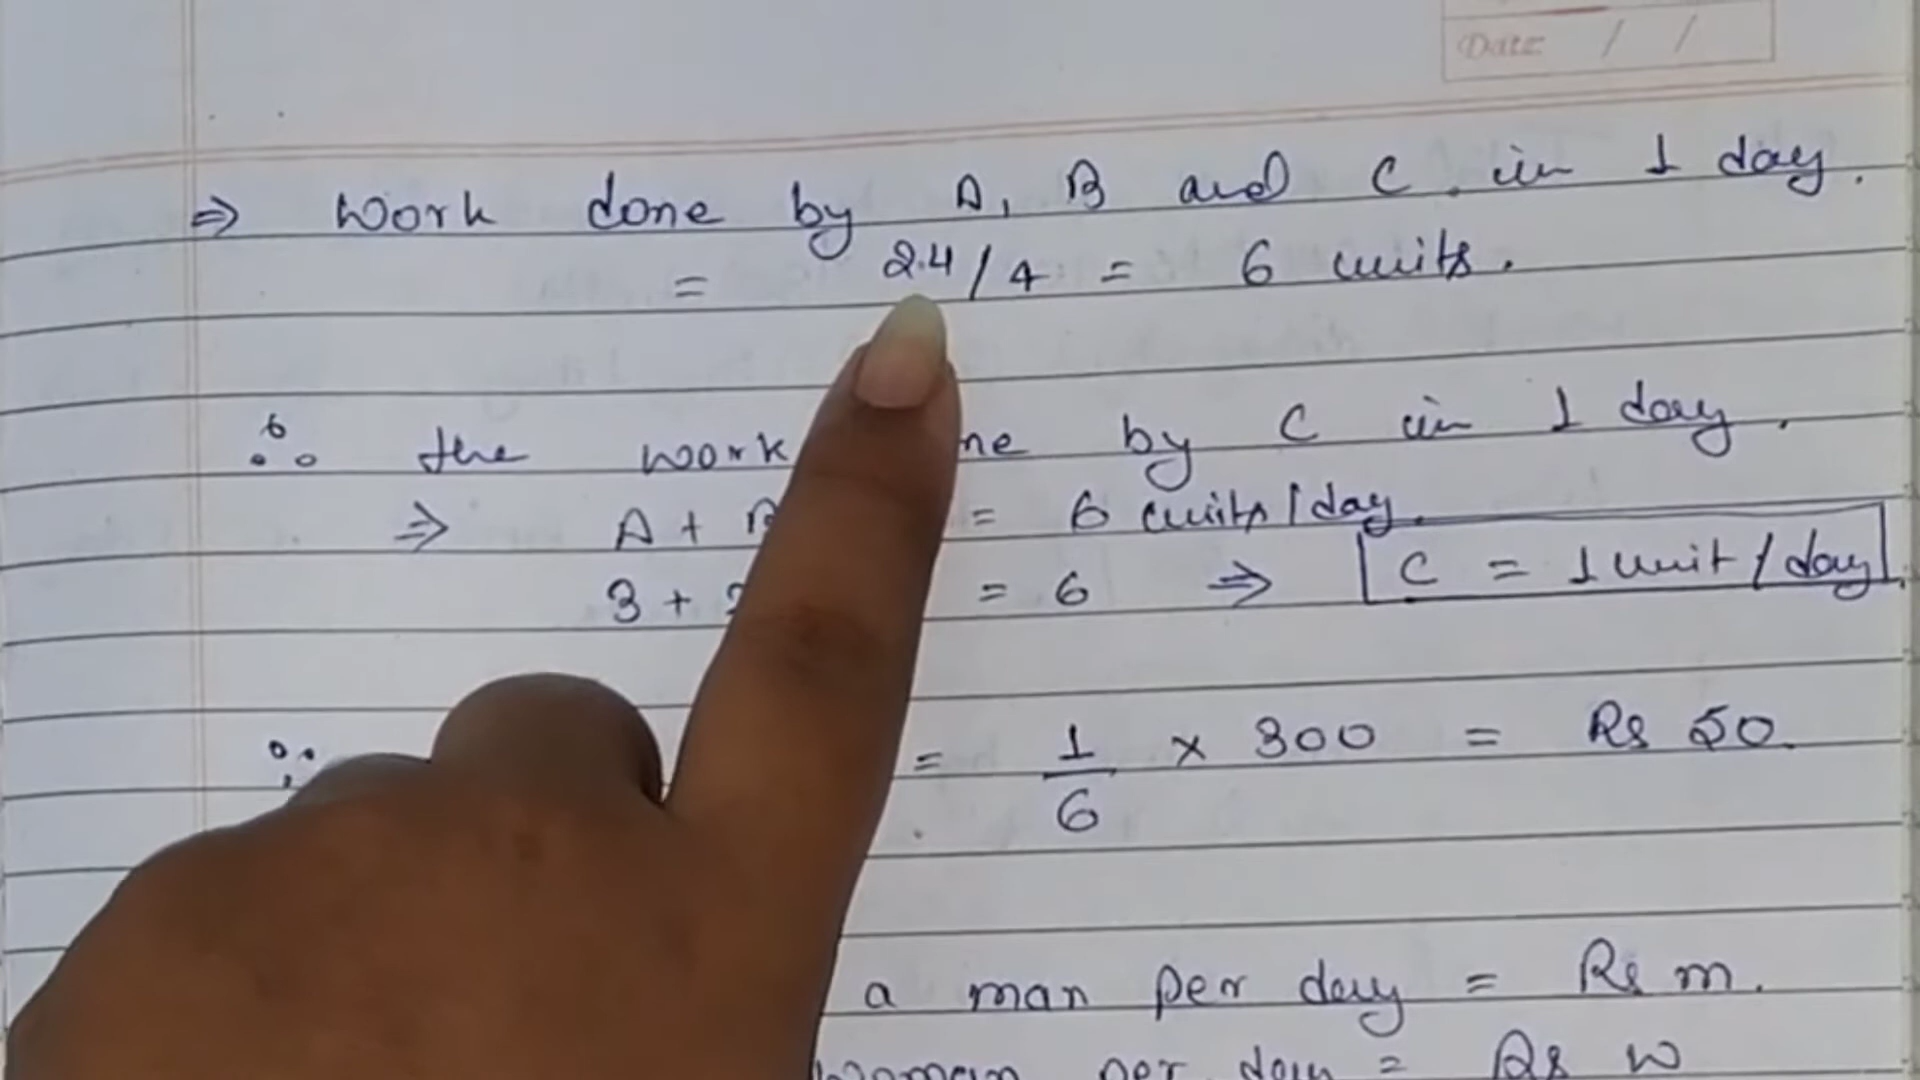 Date / /
⇒ Work done by A, B and C in 1 day.
= 24/4 = 6 units.
∴ the work ne by C in 1 day.
⇒ A + B = 6 units/day.
3 + 2 = 6 ⇒ C = 1 unit/day
∴ = 1/6 × 300 = Rs 50.
a man per day = Rs m.
woman per day = Rs w